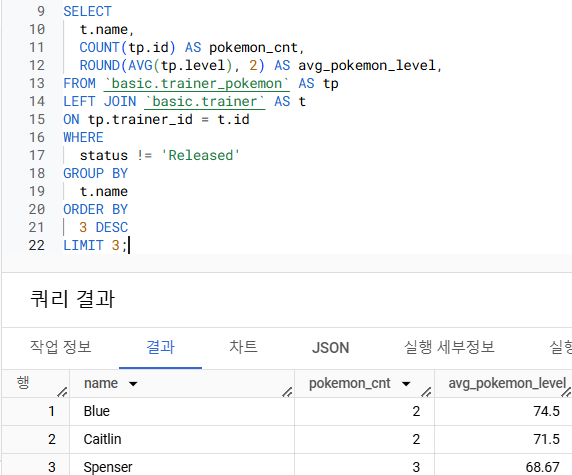 9 SELECT
10 t.name,
11 COUNT(tp.id) AS pokemon_cnt,
12 ROUND(AVG(tp.level), 2) AS avg_pokemon_level,
13 FROM `basic.trainer_pokemon` AS tp
14 LEFT JOIN `basic.trainer` AS t
15 ON tp.trainer_id = t.id
16 WHERE
17 status != 'Released'
18 GROUP BY
19 t.name
20 ORDER BY
21 3 DESC
22 LIMIT 3;
쿼리 결과
작업 정보 결과 차트 JSON 실행 세부정보 실행
행 name pokemon_cnt avg_pokemon_level
1 Blue 2 74.5
2 Caitlin 2 71.5
3 Spenser 3 68.67